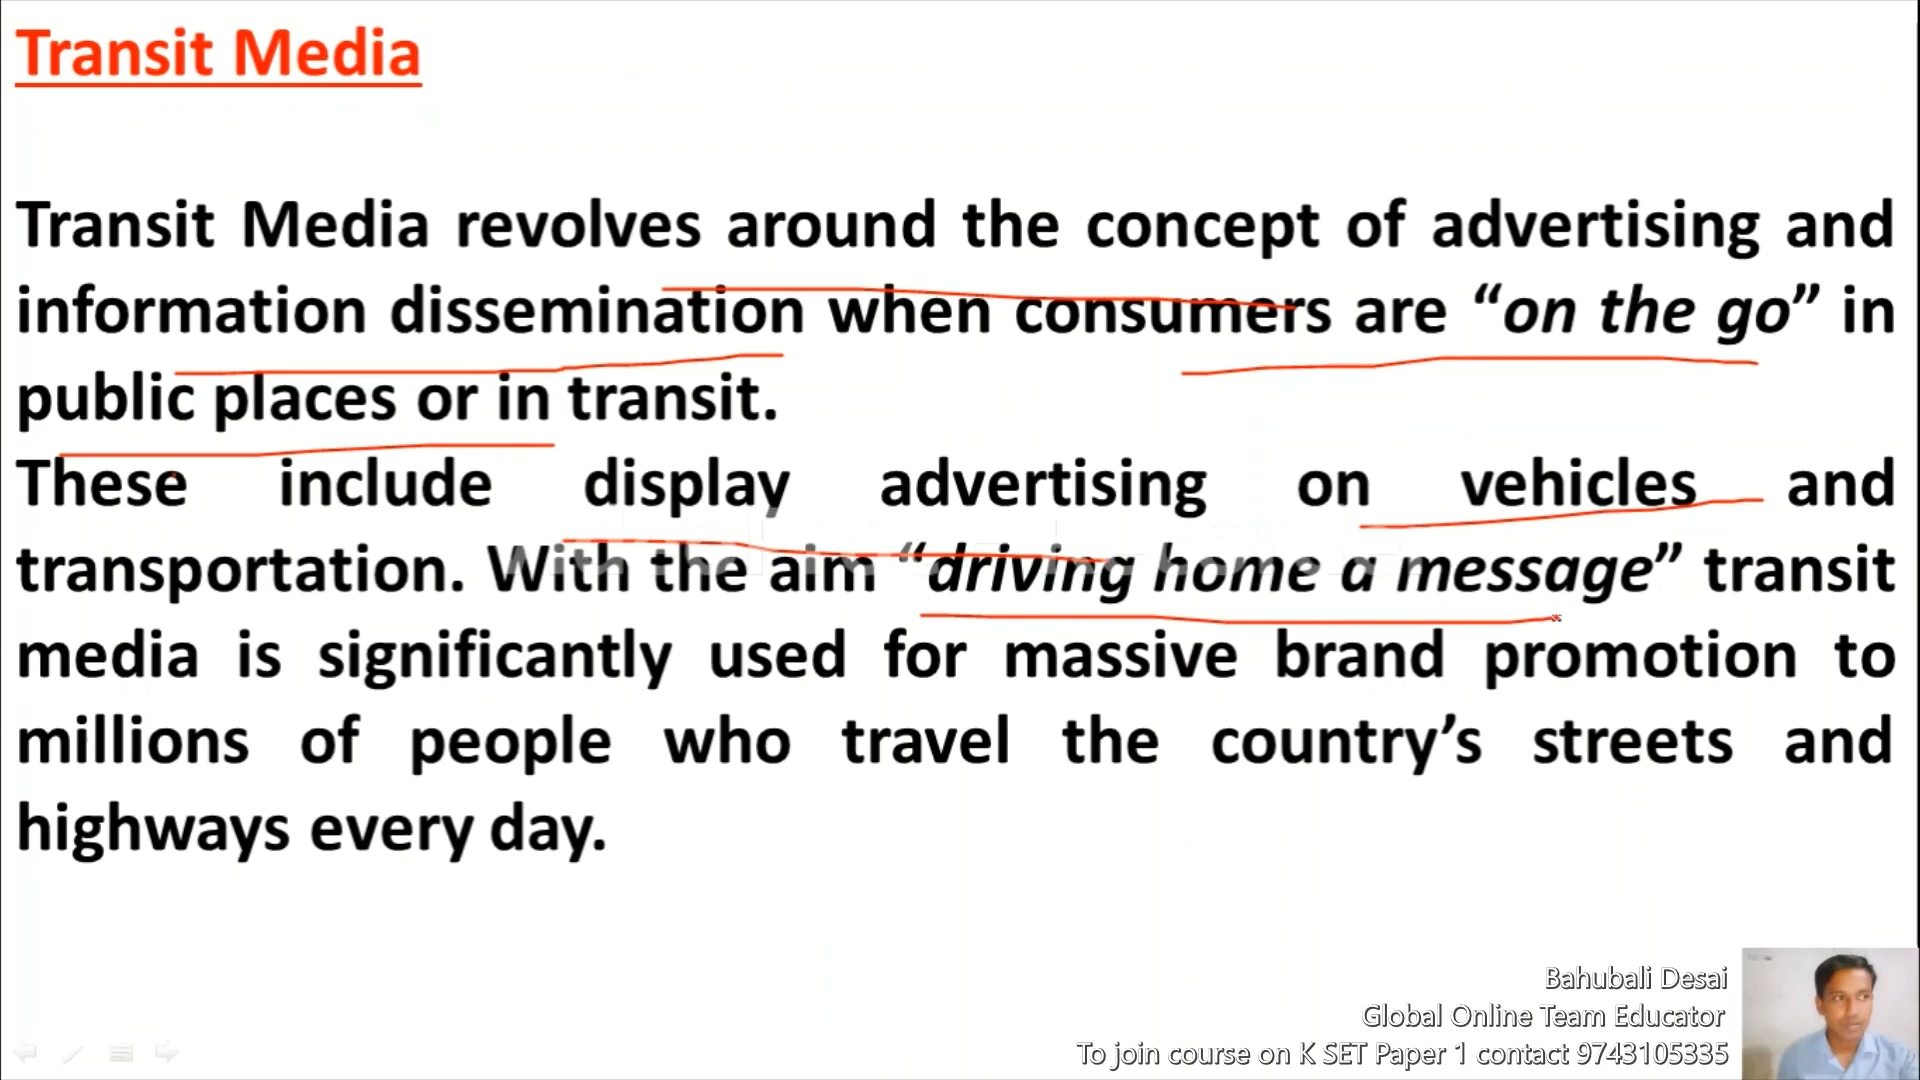 Transit Media
Transit Media revolves around the concept of advertising and
information dissemination when consumers are “on the go” in
public places or in transit.
These include display advertising on vehicles and
transportation. With the aim “driving home a message” transit
media is significantly used for massive brand promotion to
millions of people who travel the country’s streets and
highways every day.
Bahubali Desai
Global Online Team Educator
To join course on K SET Paper 1 contact 9743105335